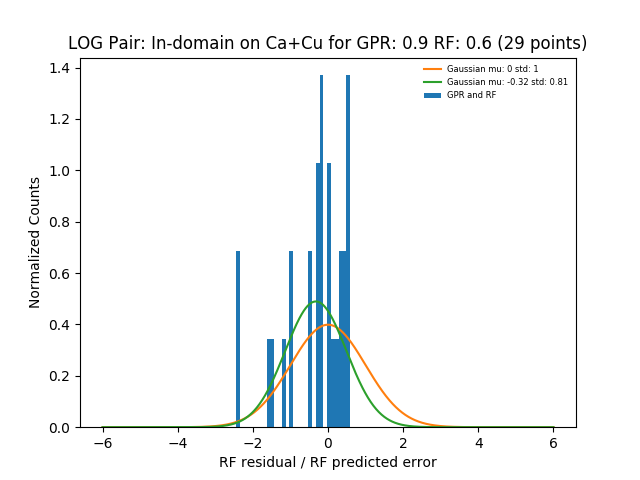 LOG Pair: In-domain on Ca+Cu for GPR: 0.9 RF: 0.6 (29 points)
Gaussian mu: 0 std: 1
Gaussian mu: -0.32 std: 0.81
GPR and RF
Normalized Counts
1.4
1.2
1.0
0.8
0.6
0.4
0.2
0.0
−6 −4 −2 0 2 4 6
RF residual / RF predicted error